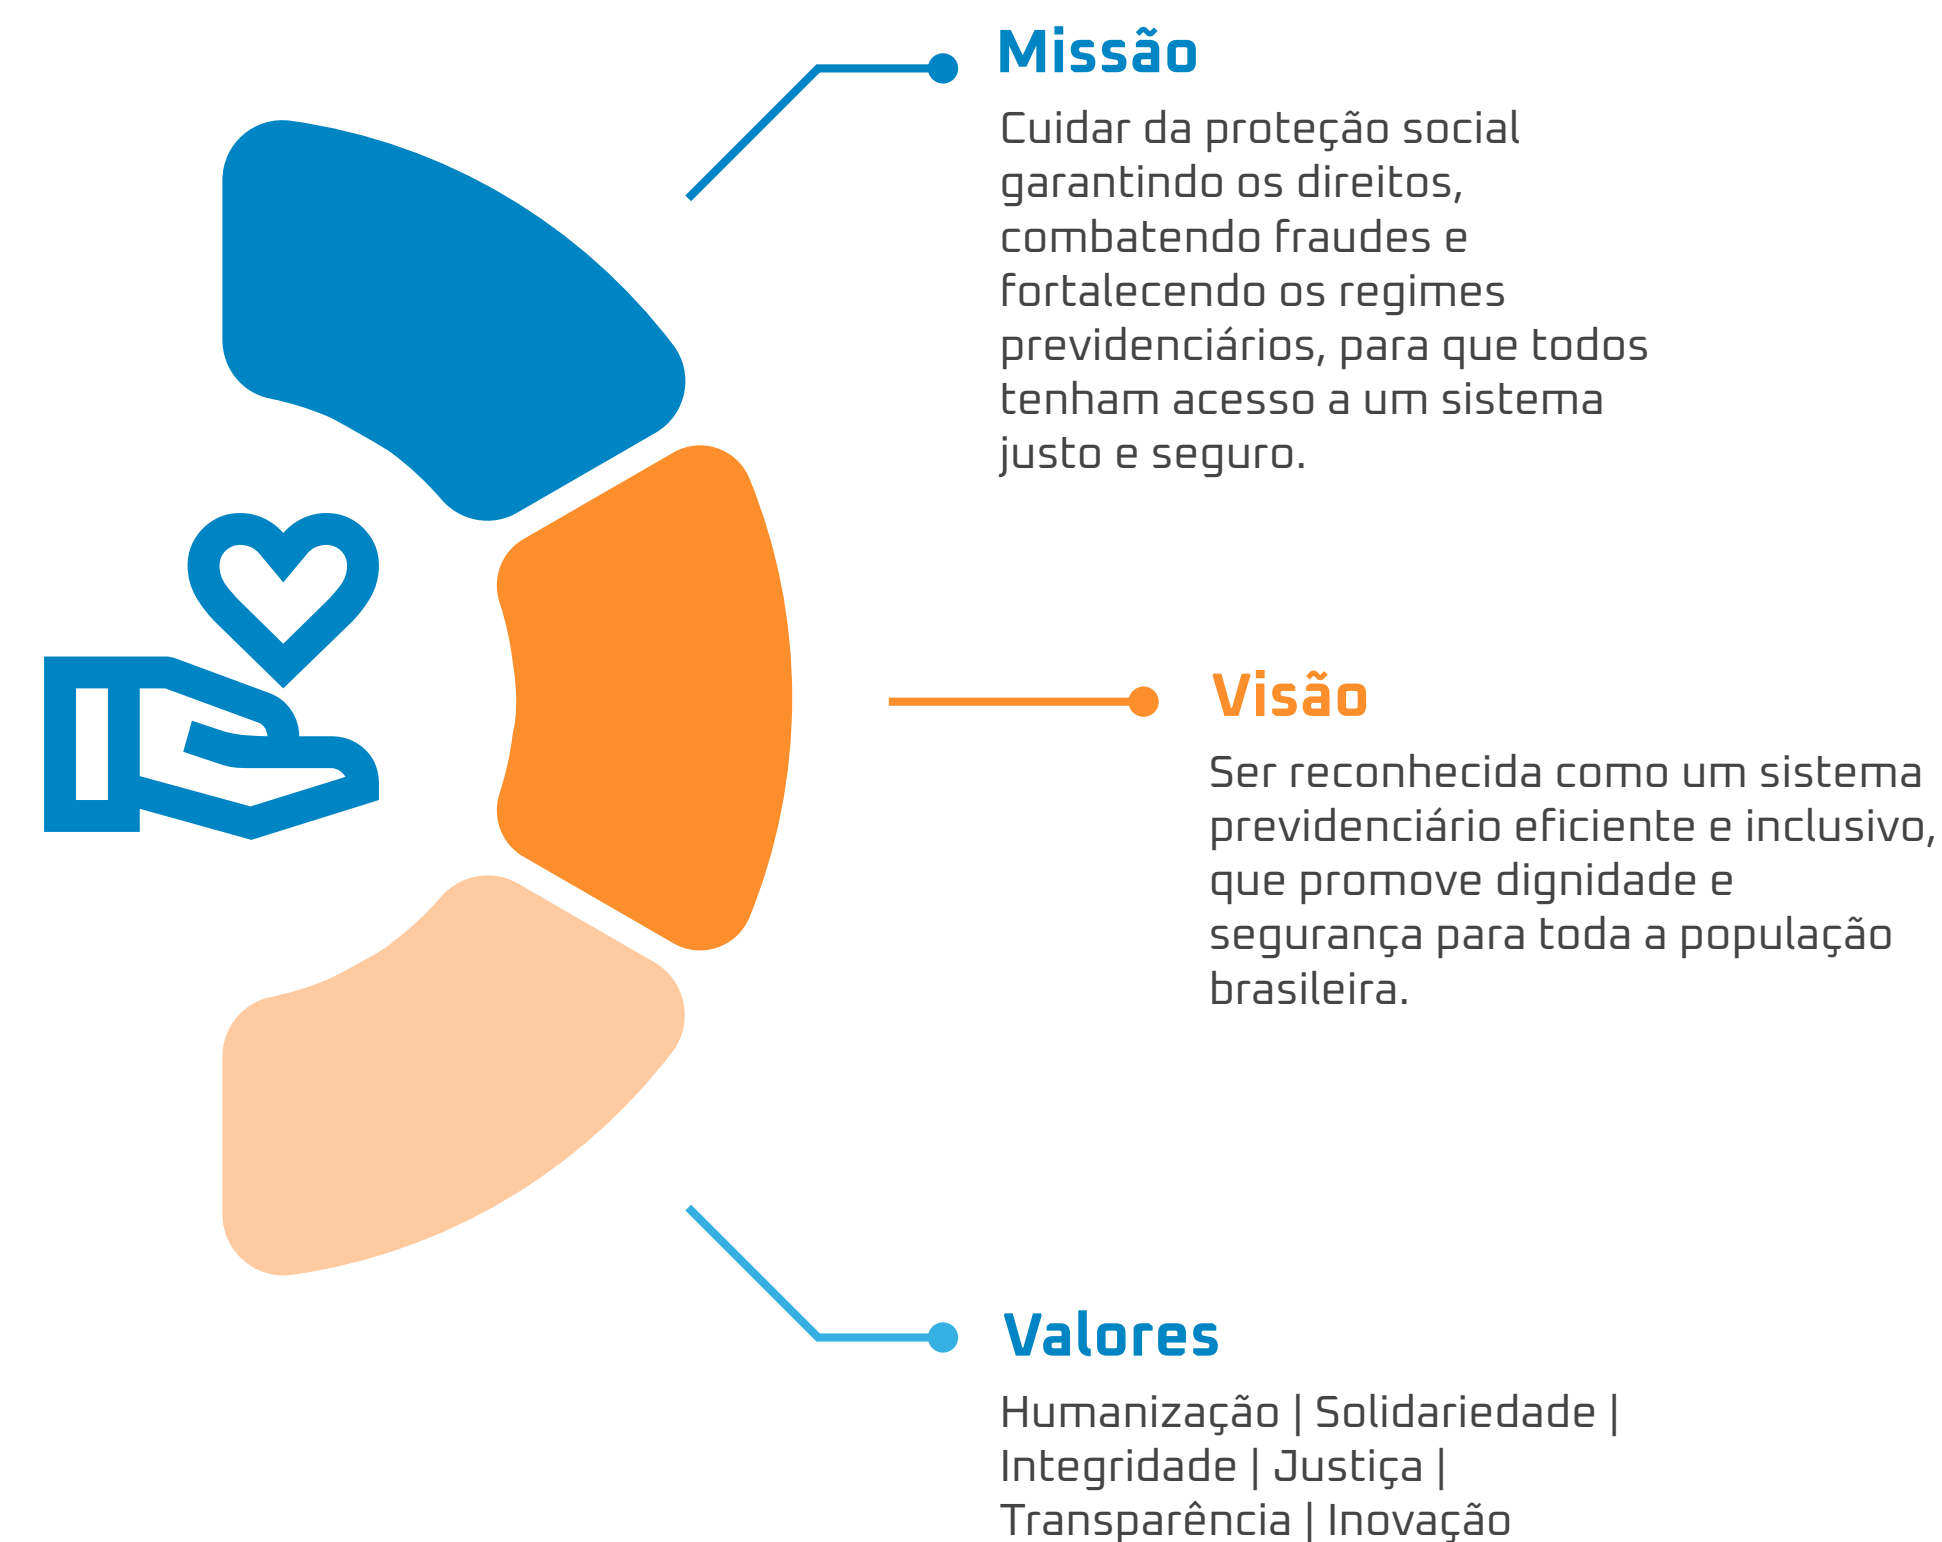 Missão
Cuidar da proteção social
garantindo os direitos,
combatendo fraudes e
fortalecendo os regimes
previdenciários, para que todos
tenham acesso a um sistema
justo e seguro.
Visão
Ser reconhecida como um sistema
previdenciário eficiente e inclusivo,
que promove dignidade e
segurança para toda a população
brasileira.
Valores
Humanização | Solidariedade |
Integridade | Justiça |
Transparência | Inovação